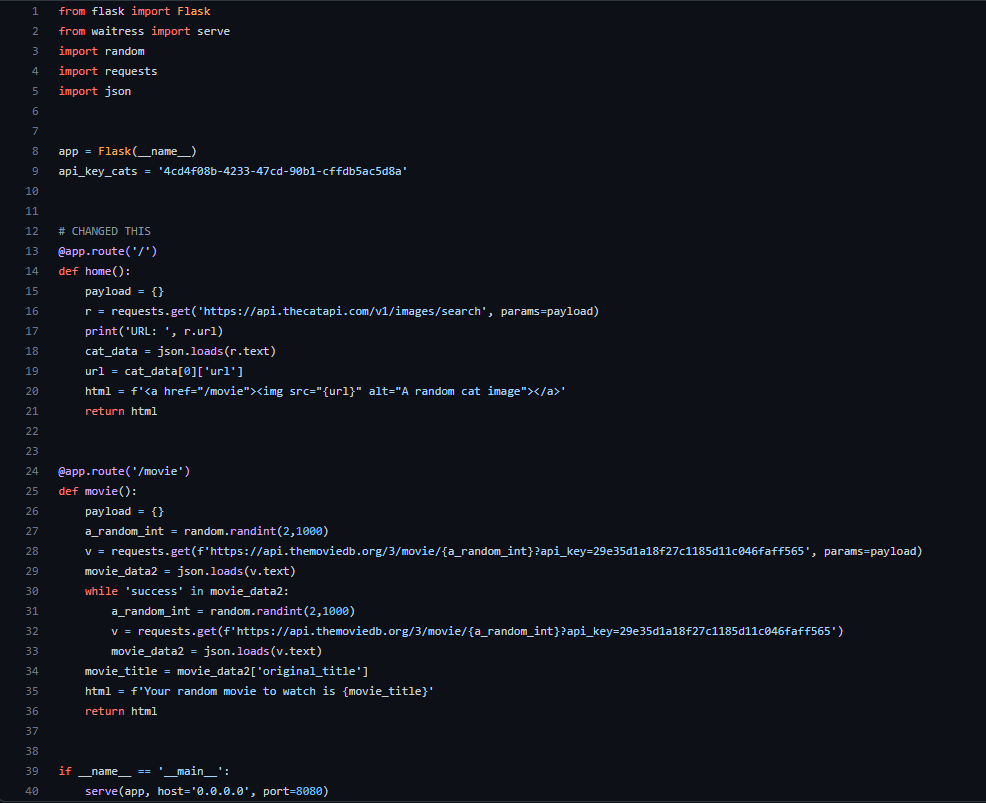 1 from flask import Flask
2 from waitress import serve
3 import random
4 import requests
5 import json
6
7
8 app = Flask(__name__)
9 api_key_cats = '4cd4f08b-4233-47cd-90b1-cffdb5ac5d8a'
10
11
12 # CHANGED THIS
13 @app.route('/')
14 def home():
15     payload = {}
16     r = requests.get('https://api.thecatapi.com/v1/images/search', params=payload)
17     print('URL: ', r.url)
18     cat_data = json.loads(r.text)
19     url = cat_data[0]['url']
20     html = f'<a href="/movie"><img src="{url}" alt="A random cat image"></a>'
21     return html
22
23
24 @app.route('/movie')
25 def movie():
26     payload = {}
27     a_random_int = random.randint(2,1000)
28     v = requests.get(f'https://api.themoviedb.org/3/movie/{a_random_int}?api_key=29e35d1a18f27c1185d11c046faff565', params=payload)
29     movie_data2 = json.loads(v.text)
30     while 'success' in movie_data2:
31         a_random_int = random.randint(2,1000)
32         v = requests.get(f'https://api.themoviedb.org/3/movie/{a_random_int}?api_key=29e35d1a18f27c1185d11c046faff565')
33         movie_data2 = json.loads(v.text)
34     movie_title = movie_data2['original_title']
35     html = f'Your random movie to watch is {movie_title}'
36     return html
37
38
39 if __name__ == '__main__':
40     serve(app, host='0.0.0.0', port=8080)